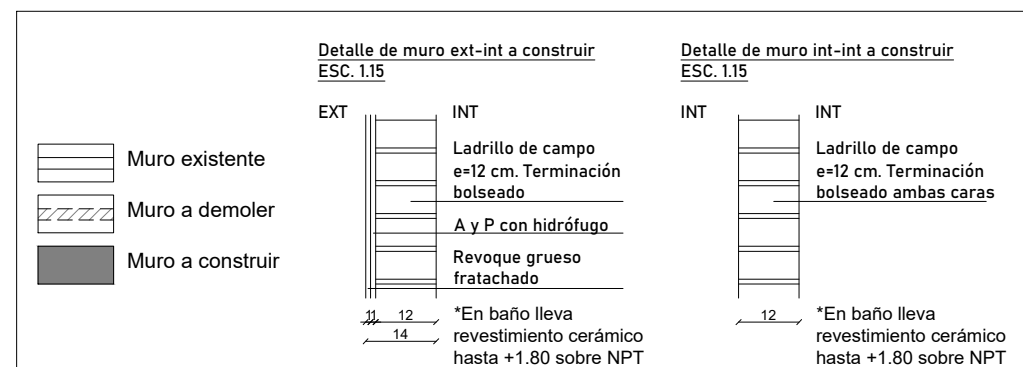 Muro existente
Muro a demoler
Muro a construir
Detalle de muro ext-int a construir
ESC. 1.15
EXT INT
Ladrillo de campo
e=12 cm. Terminación
bolseado
A y P con hidrófugo
Revoque grueso
fratachado
11 12
14
*En baño lleva
revestimiento cerámico
hasta +1.80 sobre NPT
Detalle de muro int-int a construir
ESC. 1.15
INT INT
Ladrillo de campo
e=12 cm. Terminación
bolseado ambas caras
12
*En baño lleva
revestimiento cerámico
hasta +1.80 sobre NPT